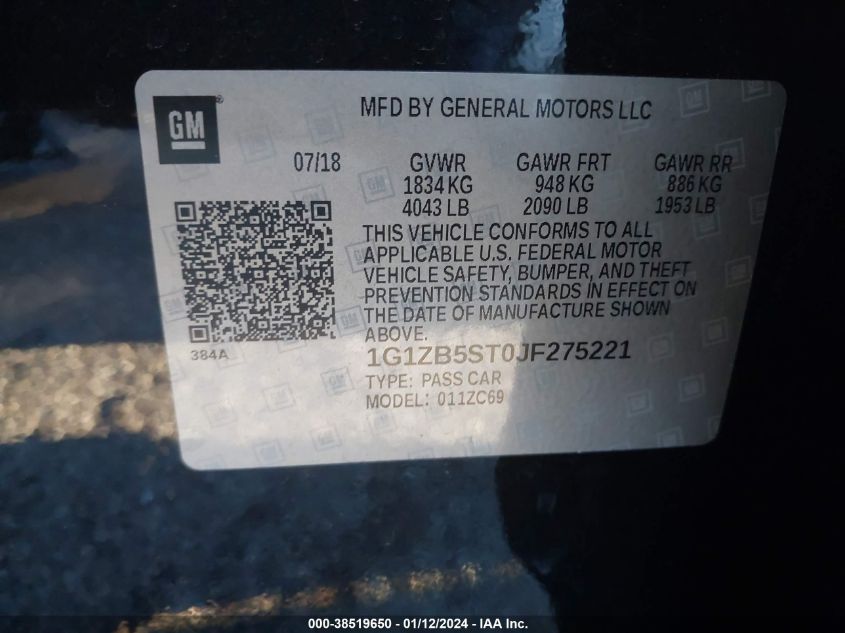 GM
®
MFD BY GENERAL MOTORS LLC
07/18 GVWR GAWR FRT GAWR RR
1834 KG 948 KG 886 KG
4043 LB 2090 LB 1953 LB
THIS VEHICLE CONFORMS TO ALL
APPLICABLE U.S. FEDERAL MOTOR
VEHICLE SAFETY, BUMPER, AND THEFT
PREVENTION STANDARDS IN EFFECT ON
THE DATE OF MANUFACTURE SHOWN
ABOVE.
384A
1G1ZB5ST0JF275221
TYPE: PASS CAR
MODEL: 011ZC69
000-38519650 - 01/12/2024 - IAA Inc.